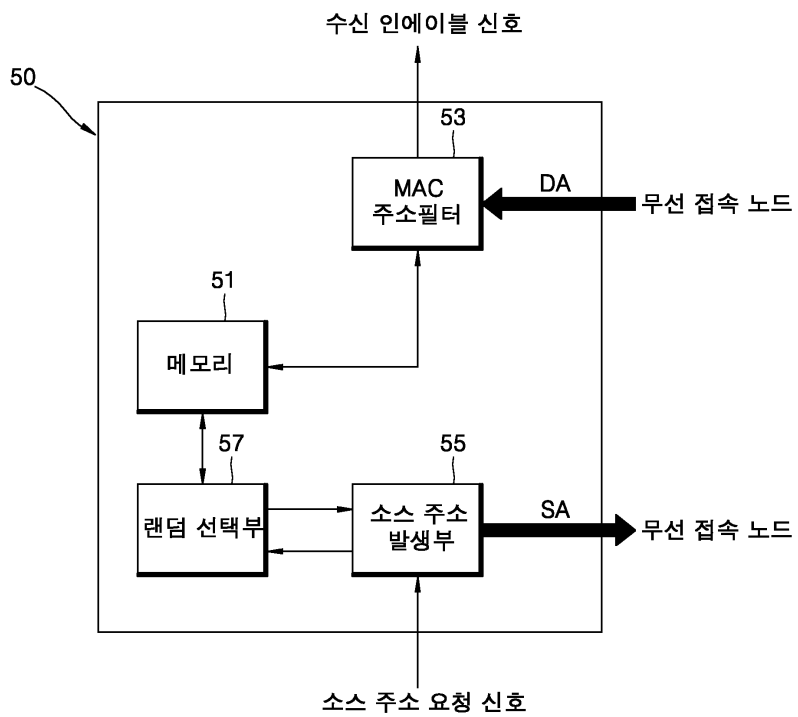 수신 인에이블 신호
50
53
MAC
주소필터
DA
무선 접속 노드
51
메모리
57
랜덤 선택부
55
소스 주소
발생부
SA
무선 접속 노드
소스 주소 요청 신호